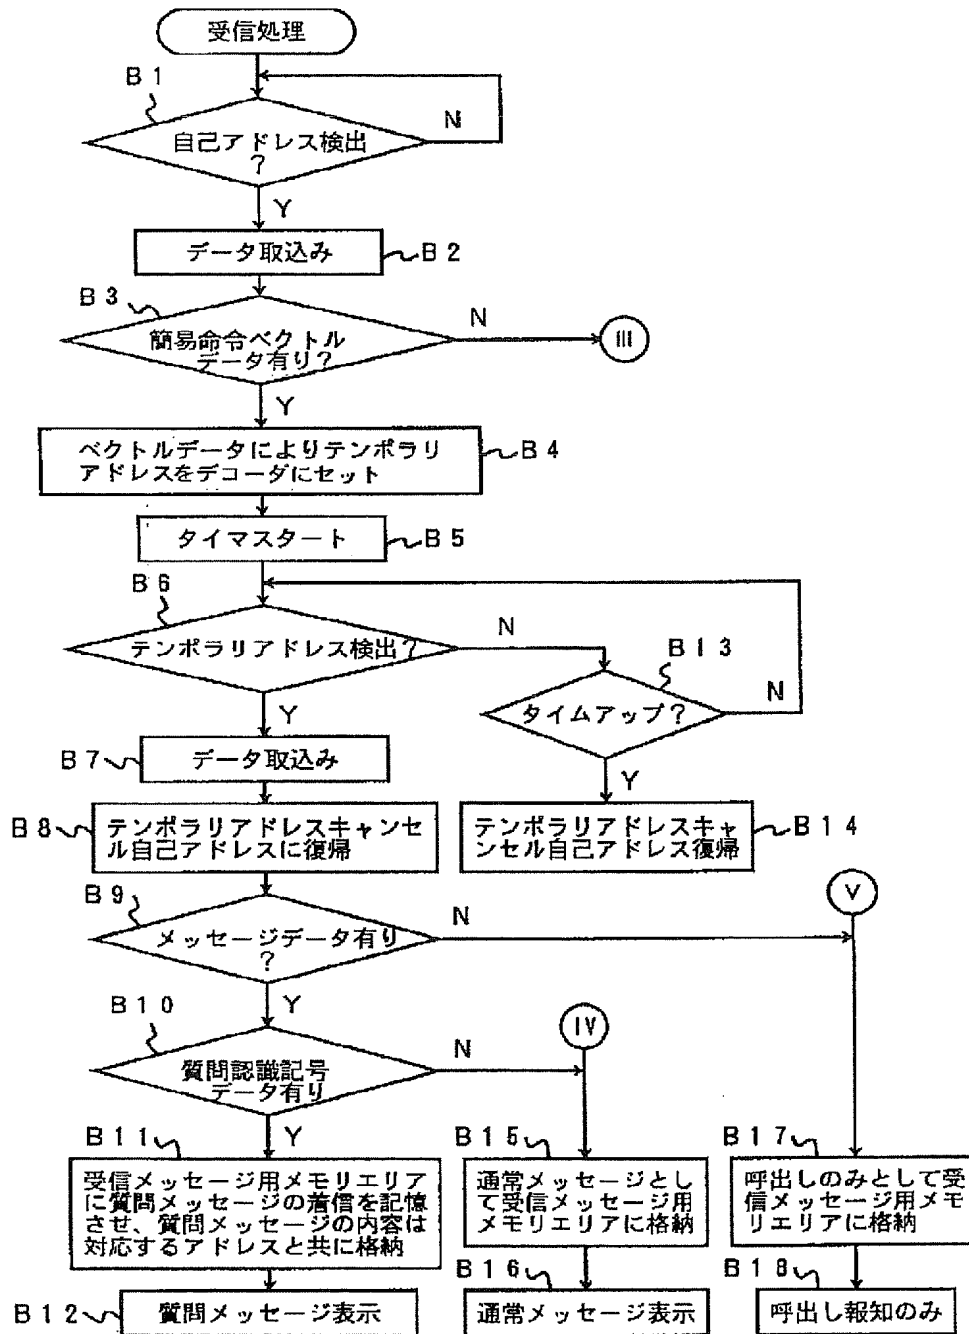 受信処理
B1
自己アドレス検出
?
N
Y
データ取込み
B2
B3
簡易命令ベクトル
データ有り?
N
III
Y
ベクトルデータによりテンポラリ
アドレスをデコーダにセット
B4
タイマスタート
B5
B6
テンポラリアドレス検出?
N
B13
タイムアップ?
N
Y
Y
B7
データ取込み
B8
テンポラリアドレスキャンセ
ル自己アドレスに復帰
テンポラリアドレスキャ
ンセル自己アドレス復帰
B14
B9
メッセージデータ有り
?
N
V
Y
B10
質問認識記号
データ有り
N
IV
Y
B11
受信メッセージ用メモリエリア
に質問メッセージの着信を記憶
させ、質問メッセージの内容は
対応するアドレスと共に格納
B15
通常メッセージとし
て受信メッセージ用
メモリエリアに格納
B17
呼出しのみとして受
信メッセージ用メモ
リエリアに格納
B12
質問メッセージ表示
B16
通常メッセージ表示
B18
呼出し報知のみ